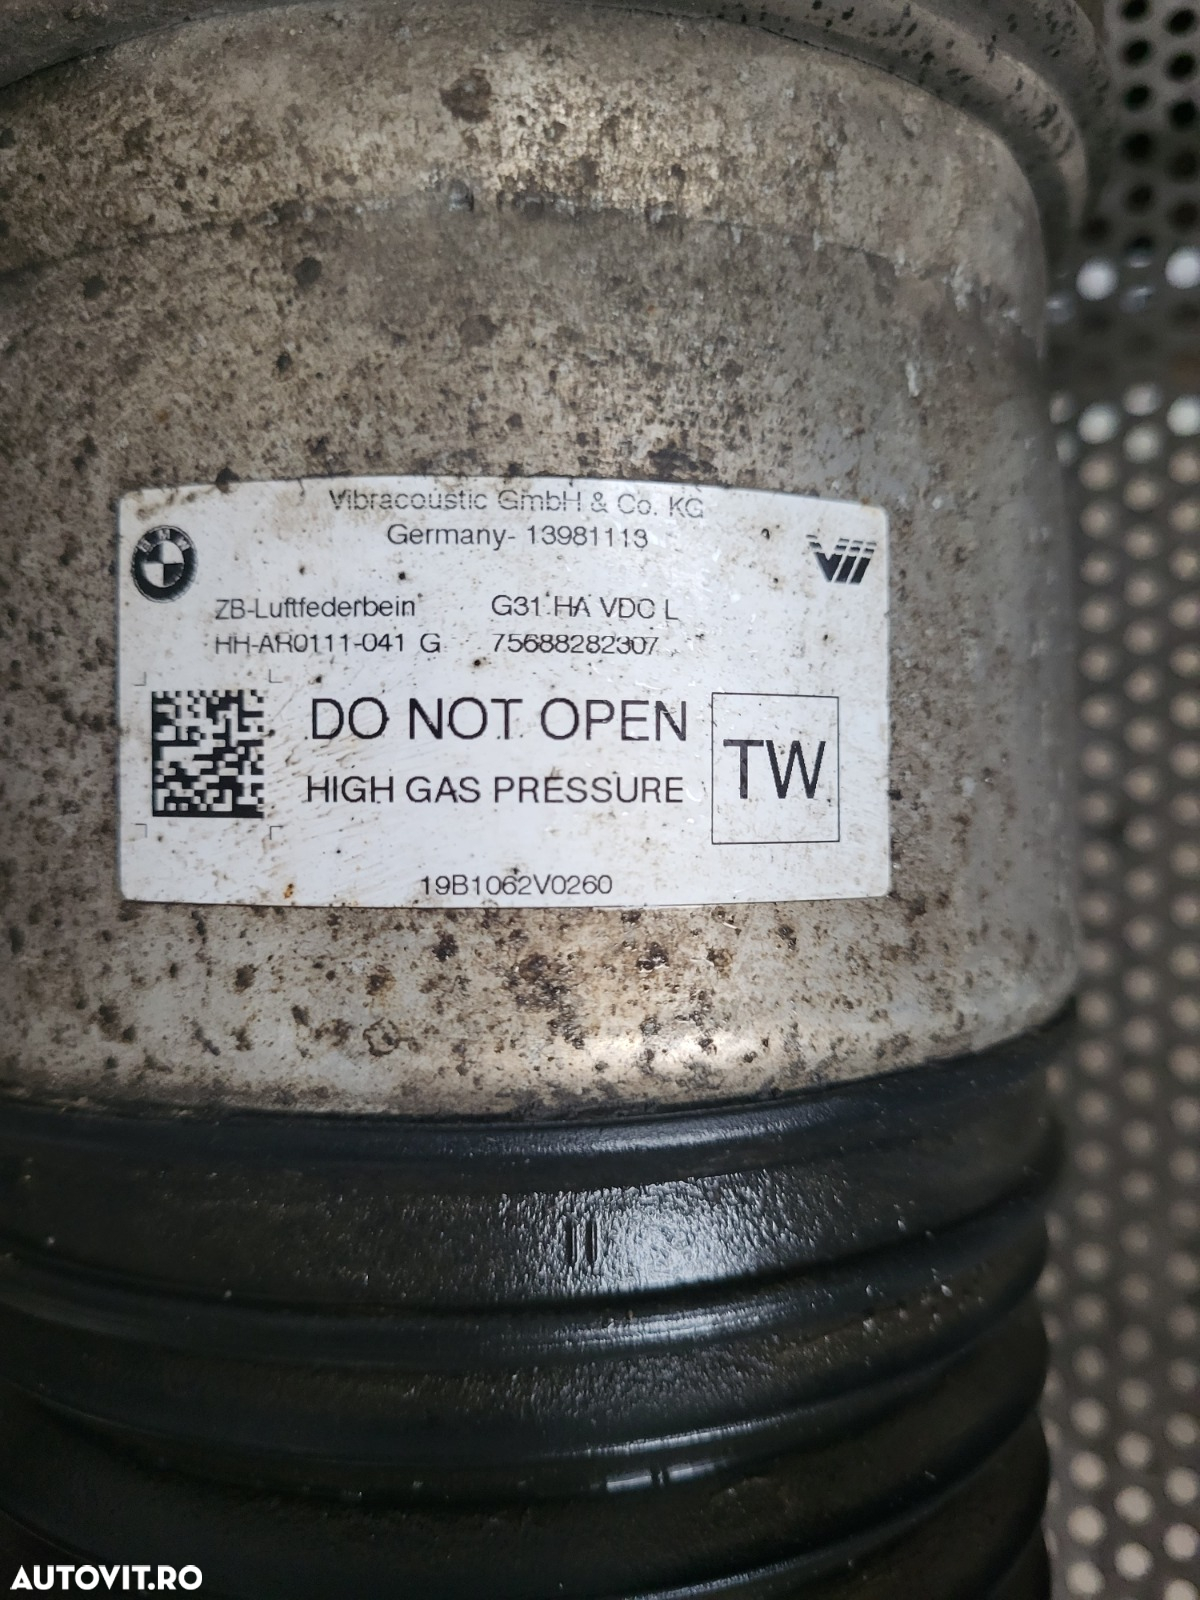 Vibracoustic GmbH & Co. KG
Germany- 13981113
BMW
ZB-Luftfederbein G31 HA VDC L
HH-AR0111-041 G 75688282307
DO NOT OPEN
HIGH GAS PRESSURE
TW
19B1062V0260
AUTOVIT.RO